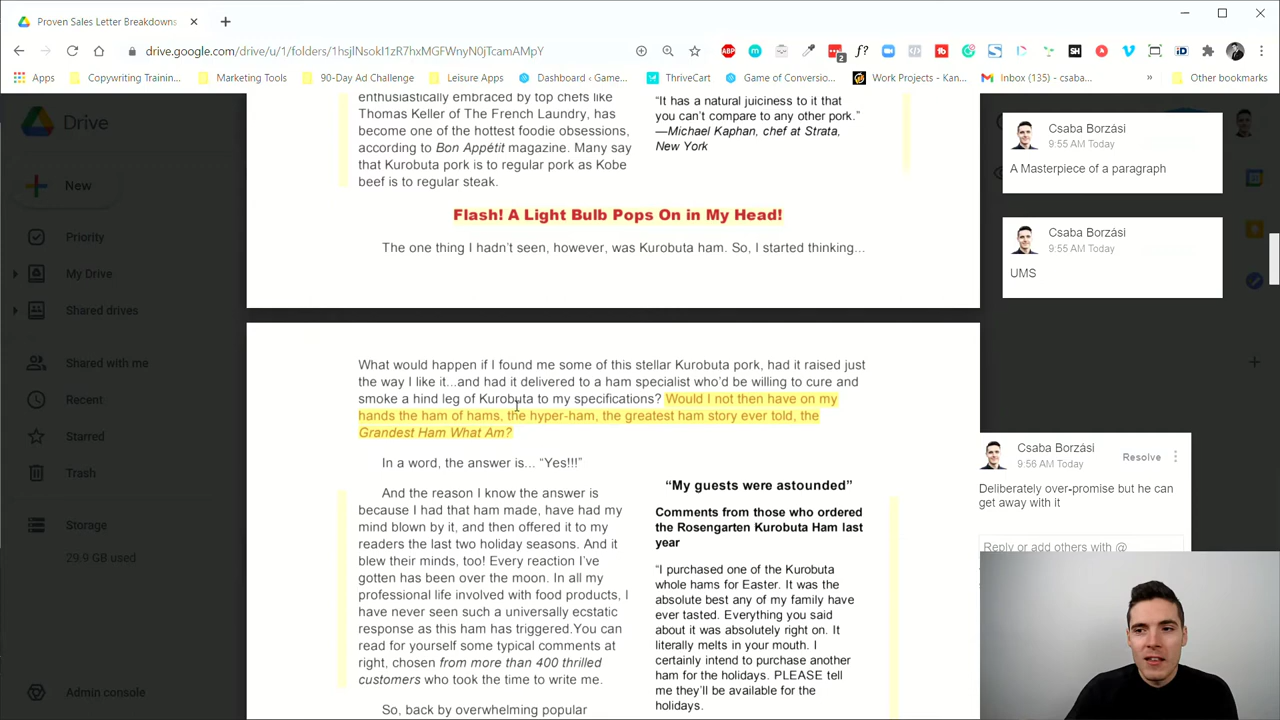 Proven Sales Letter Breakdowns
drive.google.com/drive/u/1/folders/1hsjlNsokI1zR7hxMGFWnyN0jTcamAMpY
Apps
Copywriting Trainin...
Marketing Tools
90-Day Ad Challenge
Leisure Apps
Dashboard ‹ Game...
ThriveCart
Game of Conversio...
Work Projects - Kan...
Inbox (135) - csaba...
»
Other bookmarks
Drive
New
Priority
My Drive
Shared drives
Shared with me
Recent
Starred
Trash
Storage
29.9 GB used
Admin console
enthusiastically embraced by top chefs like
Thomas Keller of The French Laundry, has
become one of the hottest foodie obsessions,
according to Bon Appétit magazine. Many say
that Kurobuta pork is to regular pork as Kobe
beef is to regular steak.
“It has a natural juiciness to it that
you can’t compare to any other pork.”
—Michael Kaphan, chef at Strata,
New York
Flash! A Light Bulb Pops On in My Head!
The one thing I hadn’t seen, however, was Kurobuta ham. So, I started thinking...
What would happen if I found me some of this stellar Kurobuta pork, had it raised just
the way I like it...and had it delivered to a ham specialist who’d be willing to cure and
smoke a hind leg of Kurobuta to my specifications? Would I not then have on my
hands the ham of hams, the hyper-ham, the greatest ham story ever told, the
Grandest Ham What Am?
In a word, the answer is... “Yes!!!”
And the reason I know the answer is
because I had that ham made, have had my
mind blown by it, and then offered it to my
readers the last two holiday seasons. And it
blew their minds, too! Every reaction I’ve
gotten has been over the moon. In all my
professional life involved with food products, I
have never seen such a universally ecstatic
response as this ham has triggered.You can
read for yourself some typical comments at
right, chosen from more than 400 thrilled
customers who took the time to write me.
So, back by overwhelming popular
“My guests were astounded”
Comments from those who ordered
the Rosengarten Kurobuta Ham last
year
“I purchased one of the Kurobuta
whole hams for Easter. It was the
absolute best any of my family have
ever tasted. Everything you said
about it was absolutely right on. It
literally melts in your mouth. I
certainly intend to purchase another
ham for the holidays. PLEASE tell
me they’ll be available for the
holidays.
Csaba Borzási
9:55 AM Today
A Masterpiece of a paragraph
Csaba Borzási
9:55 AM Today
UMS
Csaba Borzási
9:56 AM Today
Resolve
Deliberately over-promise but he can
get away with it
Reply or add others with @
ABP
2
f?
SH
iD